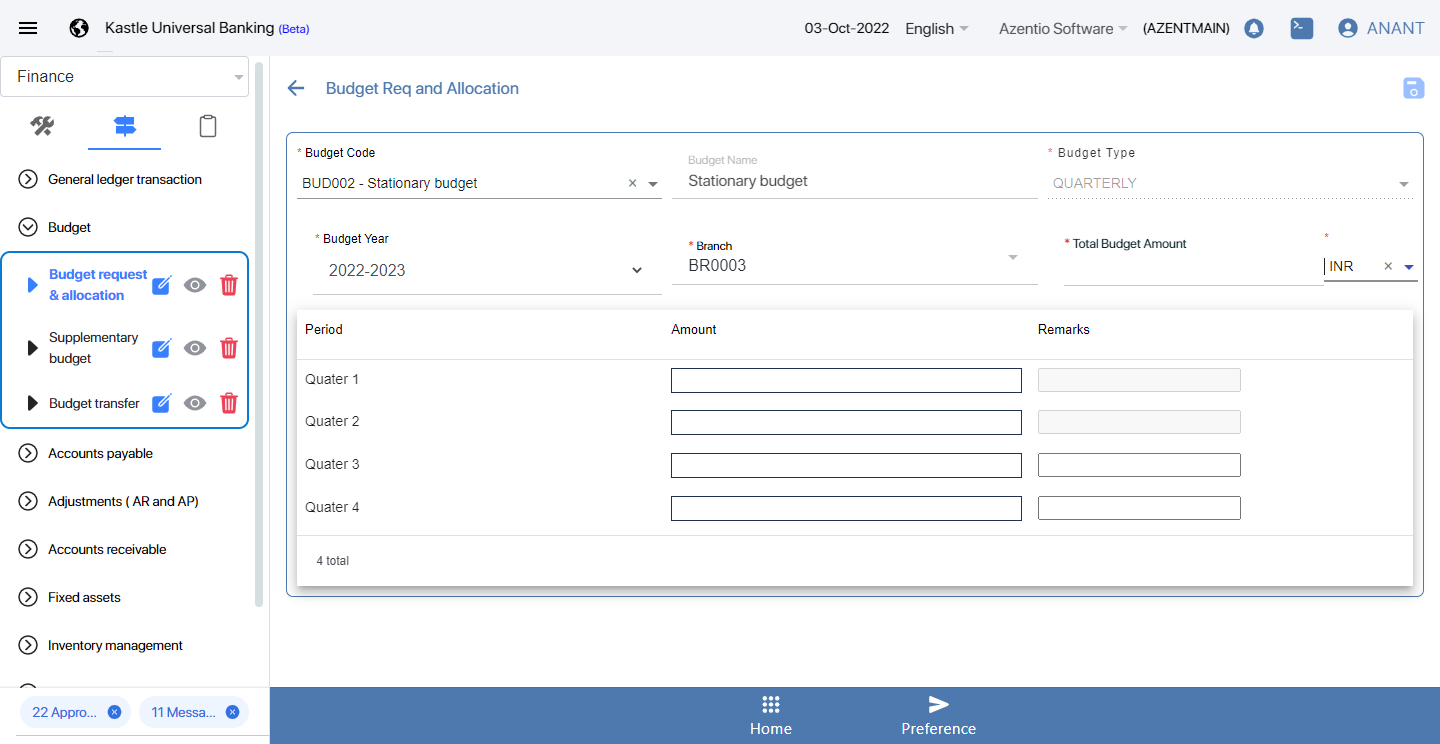 Kastle Universal Banking (Beta)
03-Oct-2022 English Azentio Software (AZENTMAIN) ANANT
Finance
General ledger transaction
Budget
Budget request
& allocation
Supplementary
budget
Budget transfer
Accounts payable
Adjustments ( AR and AP)
Accounts receivable
Fixed assets
Inventory management
22 Appro... 11 Messa...
Budget Req and Allocation
* Budget Code
BUD002 - Stationary budget ×
Budget Name
Stationary budget
* Budget Type
QUARTERLY
* Budget Year
2022-2023
* Branch
BR0003
* Total Budget Amount
*
INR ×
Period Amount Remarks
Quater 1
Quater 2
Quater 3
Quater 4
4 total
Home Preference